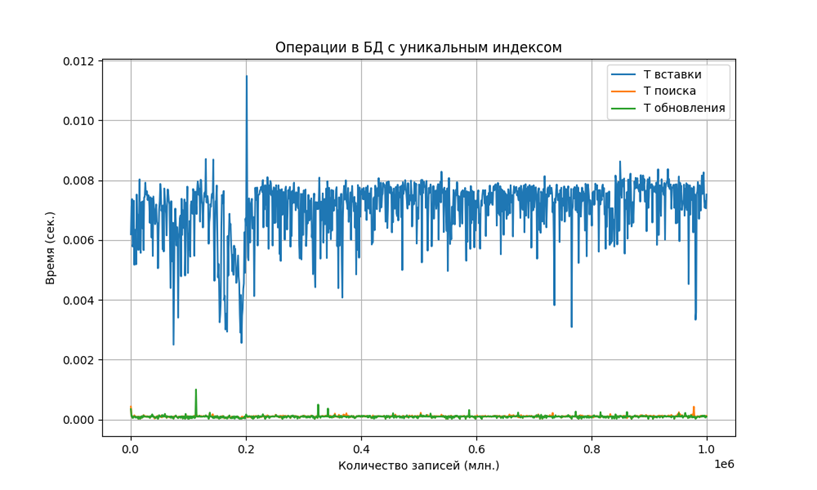 Операции в БД с уникальным индексом
0.012
0.010
0.008
0.006
0.004
0.002
0.000
Время (сек.)
T вставки
T поиска
T обновления
0.0 0.2 0.4 0.6 0.8 1.0
1e6
Количество записей (млн.)